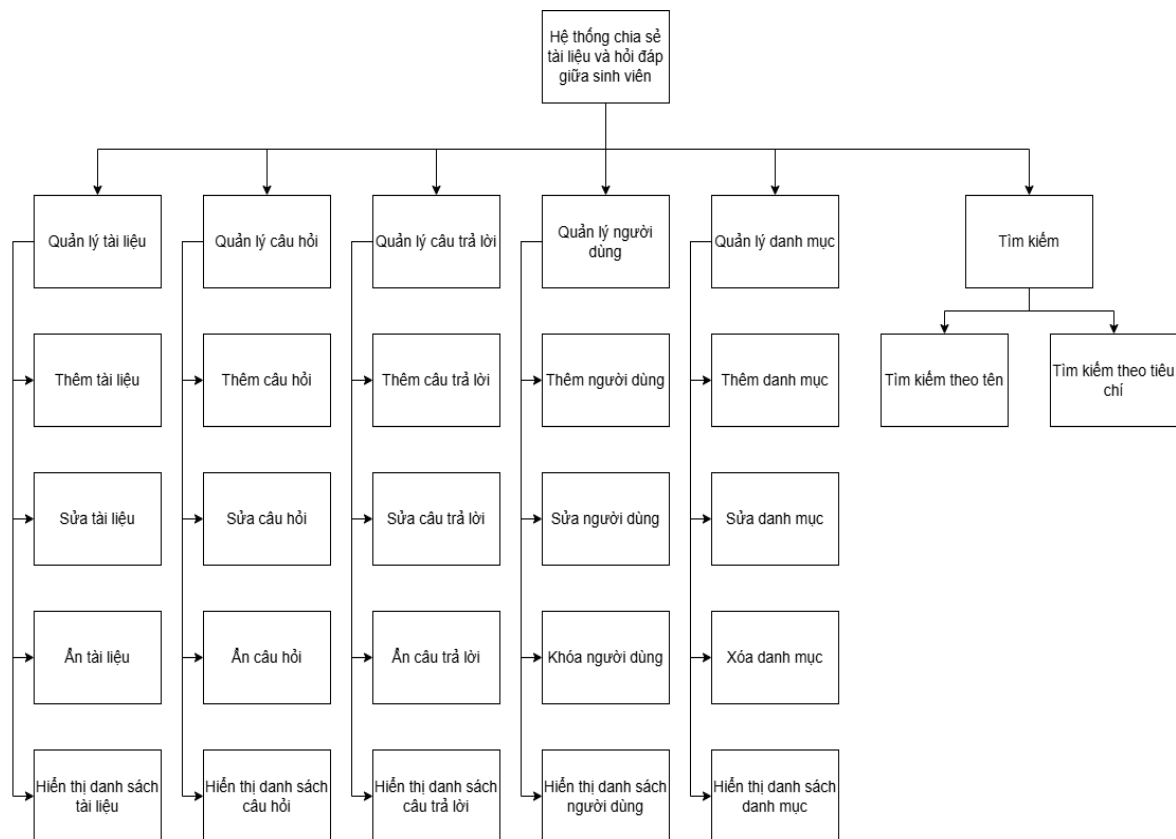 Hệ thống chia sẻ
tài liệu và hỏi đáp
giữa sinh viên
Quản lý tài liệu
Quản lý câu hỏi
Quản lý câu trả lời
Quản lý người
dùng
Quản lý danh mục
Tìm kiếm
Thêm tài liệu
Thêm câu hỏi
Thêm câu trả lời
Thêm người dùng
Thêm danh mục
Tìm kiếm theo tên
Tìm kiếm theo tiêu
chí
Sửa tài liệu
Sửa câu hỏi
Sửa câu trả lời
Sửa người dùng
Sửa danh mục
Ẩn tài liệu
Ẩn câu hỏi
Ẩn câu trả lời
Khóa người dùng
Xóa danh mục
Hiển thị danh sách
tài liệu
Hiển thị danh sách
câu hỏi
Hiển thị danh sách
câu trả lời
Hiển thị danh sách
người dùng
Hiển thị danh sách
danh mục